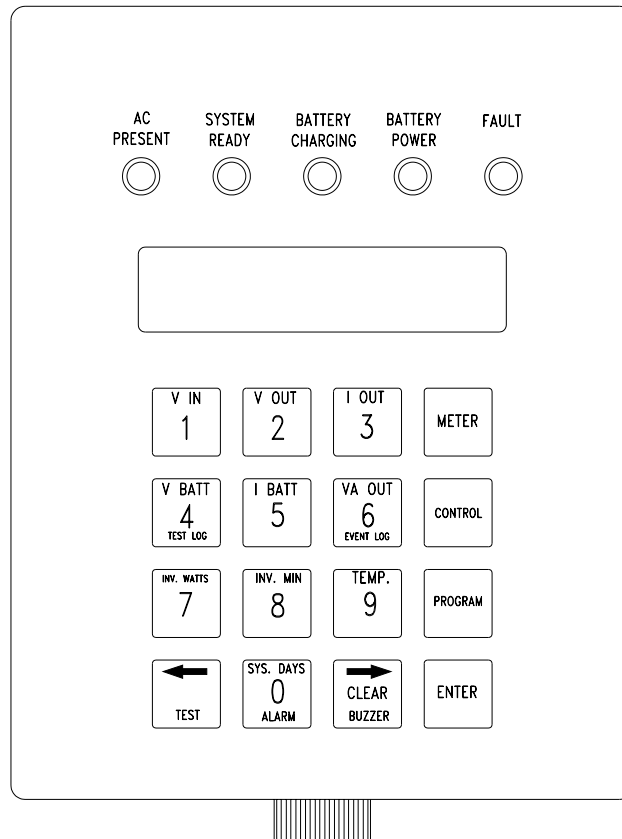 AC
PRESENT
SYSTEM
READY
BATTERY
CHARGING
BATTERY
POWER
FAULT
V IN
1
V OUT
2
I OUT
3
METER
V BATT
4
TEST LOG
I BATT
5
VA OUT
6
EVENT LOG
CONTROL
INV. WATTS
7
INV. MIN
8
TEMP.
9
PROGRAM
TEST
SYS. DAYS
0
ALARM
CLEAR
BUZZER
ENTER